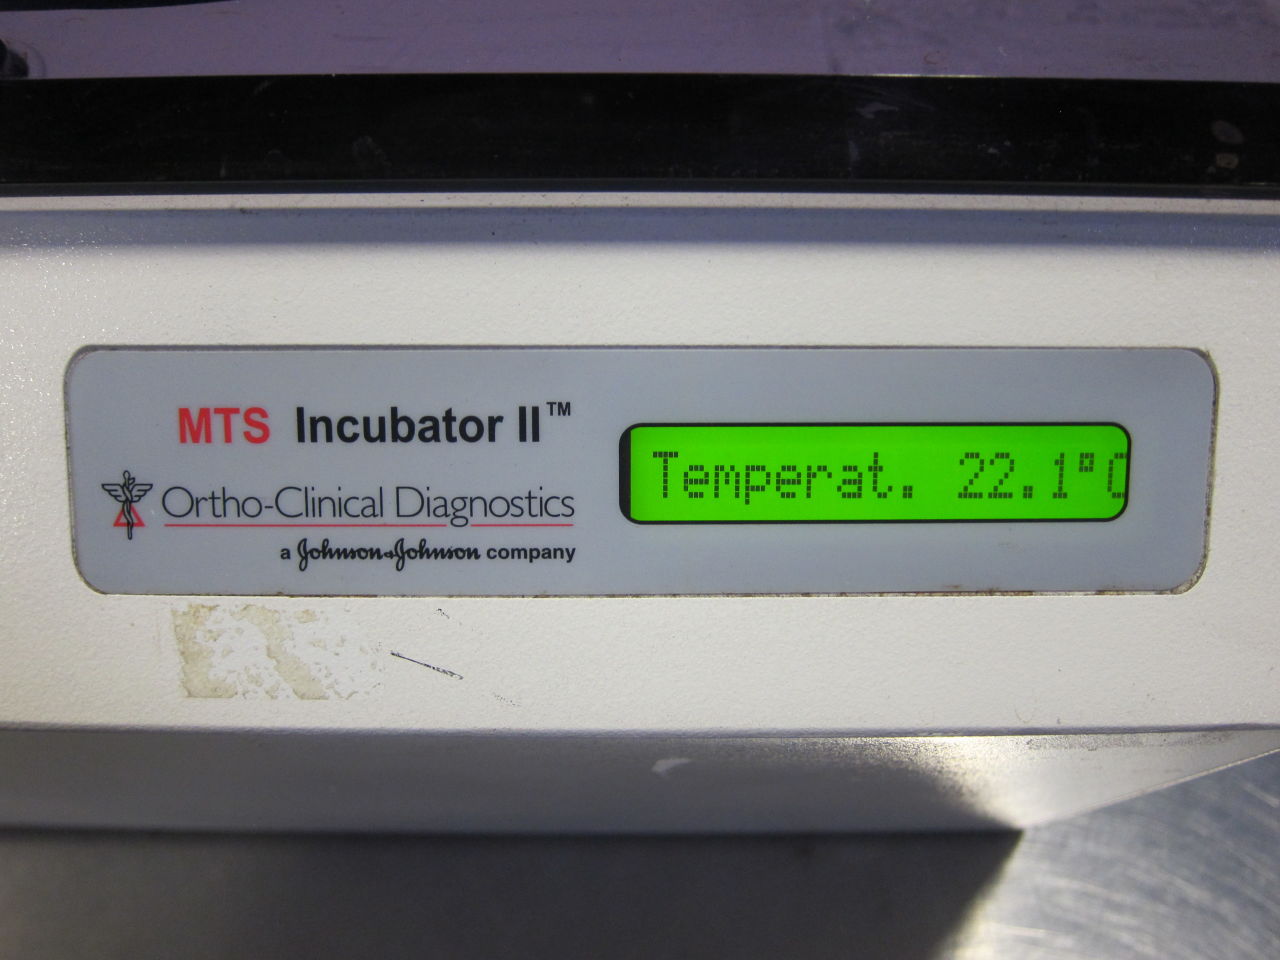 MTS Incubator II™
Ortho-Clinical Diagnostics
a Johnson & Johnson company
Temperat. 22.1°C